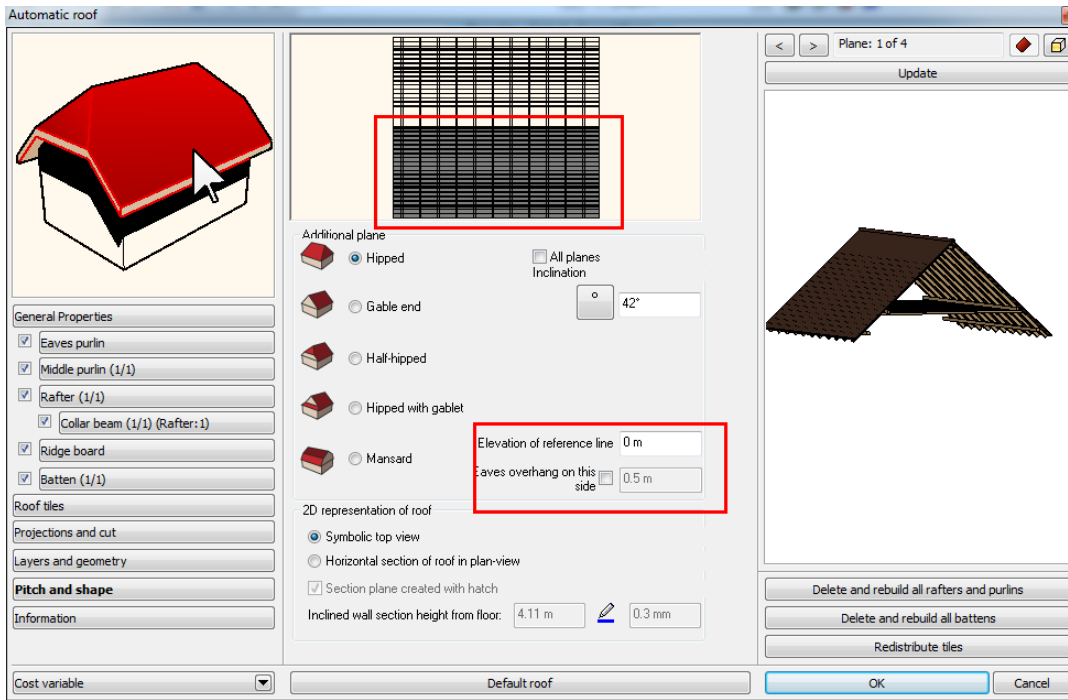 Automatic roof
General Properties
Eaves purlin
Middle purlin (1/1)
Rafter (1/1)
Collar beam (1/1) (Rafter:1)
Ridge board
Batten (1/1)
Roof tiles
Projections and cut
Layers and geometry
Pitch and shape
Information
Cost variable
Additional plane
Hipped
All planes
Inclination
°
42°
Gable end
Half-hipped
Hipped with gablet
Mansard
Elevation of reference line
0 m
Eaves overhang on this
side
0.5 m
2D representation of roof
Symbolic top view
Horizontal section of roof in plan-view
Section plane created with hatch
Inclined wall section height from floor:
4.11 m
0.3 mm
Default roof
< > Plane: 1 of 4
Update
Delete and rebuild all rafters and purlins
Delete and rebuild all battens
Redistribute tiles
OK
Cancel